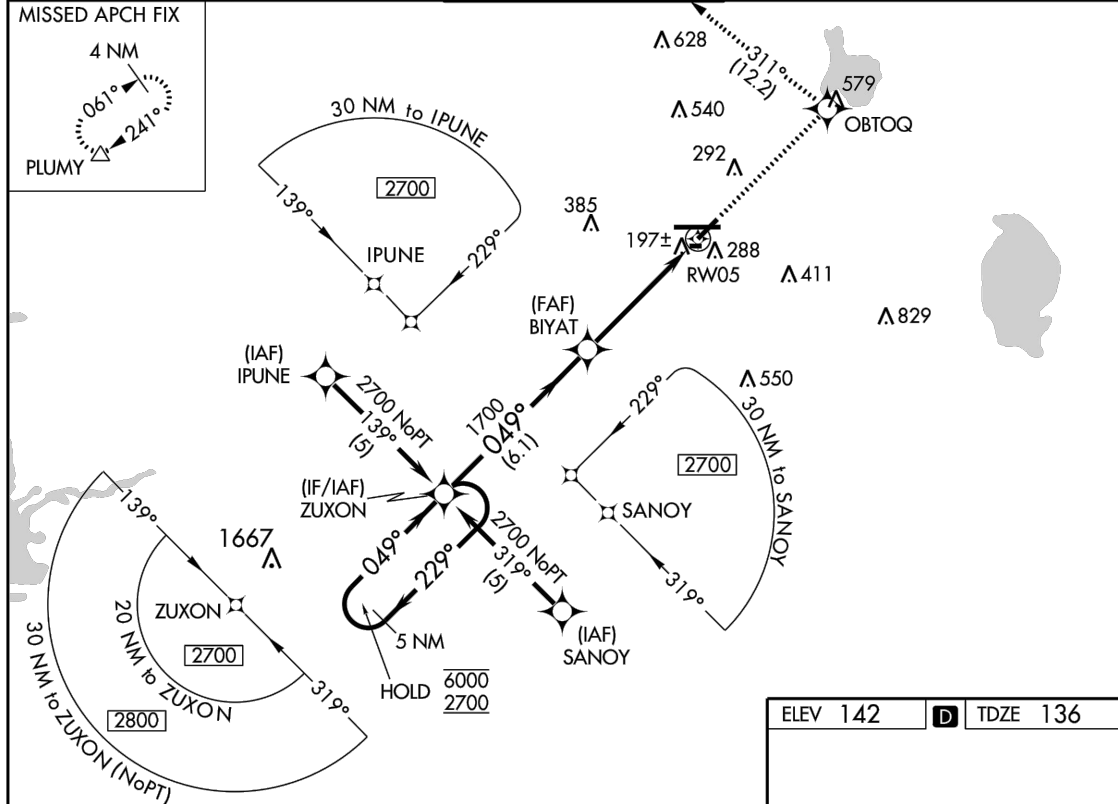 MISSED APCH FIX
4 NM
061°
241°
PLUMY
628
311°
(12.2)
579
OBTOQ
540
292
30 NM to IPUNE
2700
139°
229°
IPUNE
385
197±
288
RW05
411
829
(FAF)
BIYAT
(IAF)
IPUNE
2700 NoPT
139°
(5)
1700
049°
(6.1)
550
229°
30 NM to SANOY
2700
SANOY
319°
(IF/IAF)
ZUXON
049°
229°
2700 NoPT
319°
(5)
(IAF)
SANOY
5 NM
HOLD
6000
2700
139°
1667
ZUXON
2700
20 NM to ZUXON
319°
2800
30 NM to ZUXON (NoPT)
ELEV 142 D TDZE 136